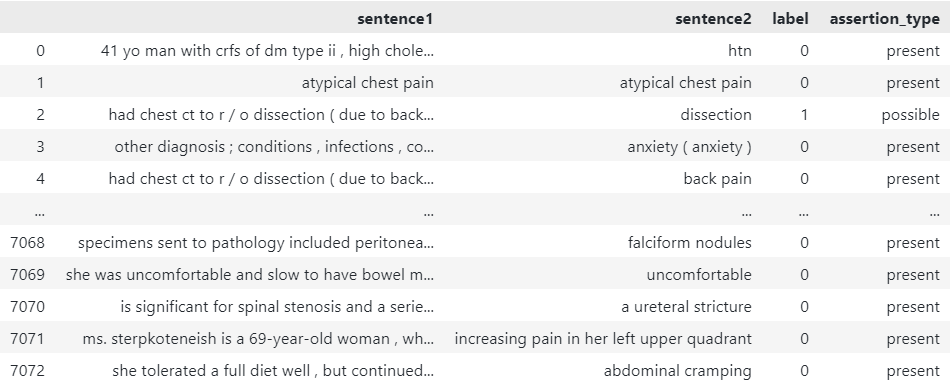 sentence1 sentence2 label assertion_type
0 41 yo man with crfs of dm type ii , high chole... htn 0 present
1 atypical chest pain atypical chest pain 0 present
2 had chest ct to r / o dissection ( due to back... dissection 1 possible
3 other diagnosis ; conditions , infections , co... anxiety ( anxiety ) 0 present
4 had chest ct to r / o dissection ( due to back... back pain 0 present
... ... ... ... ...
7068 specimens sent to pathology included peritonea... falciform nodules 0 present
7069 she was uncomfortable and slow to have bowel m... uncomfortable 0 present
7070 is significant for spinal stenosis and a serie... a ureteral stricture 0 present
7071 ms. sterpkoteneish is a 69-year-old woman , wh... increasing pain in her left upper quadrant 0 present
7072 she tolerated a full diet well , but continued... abdominal cramping 0 present